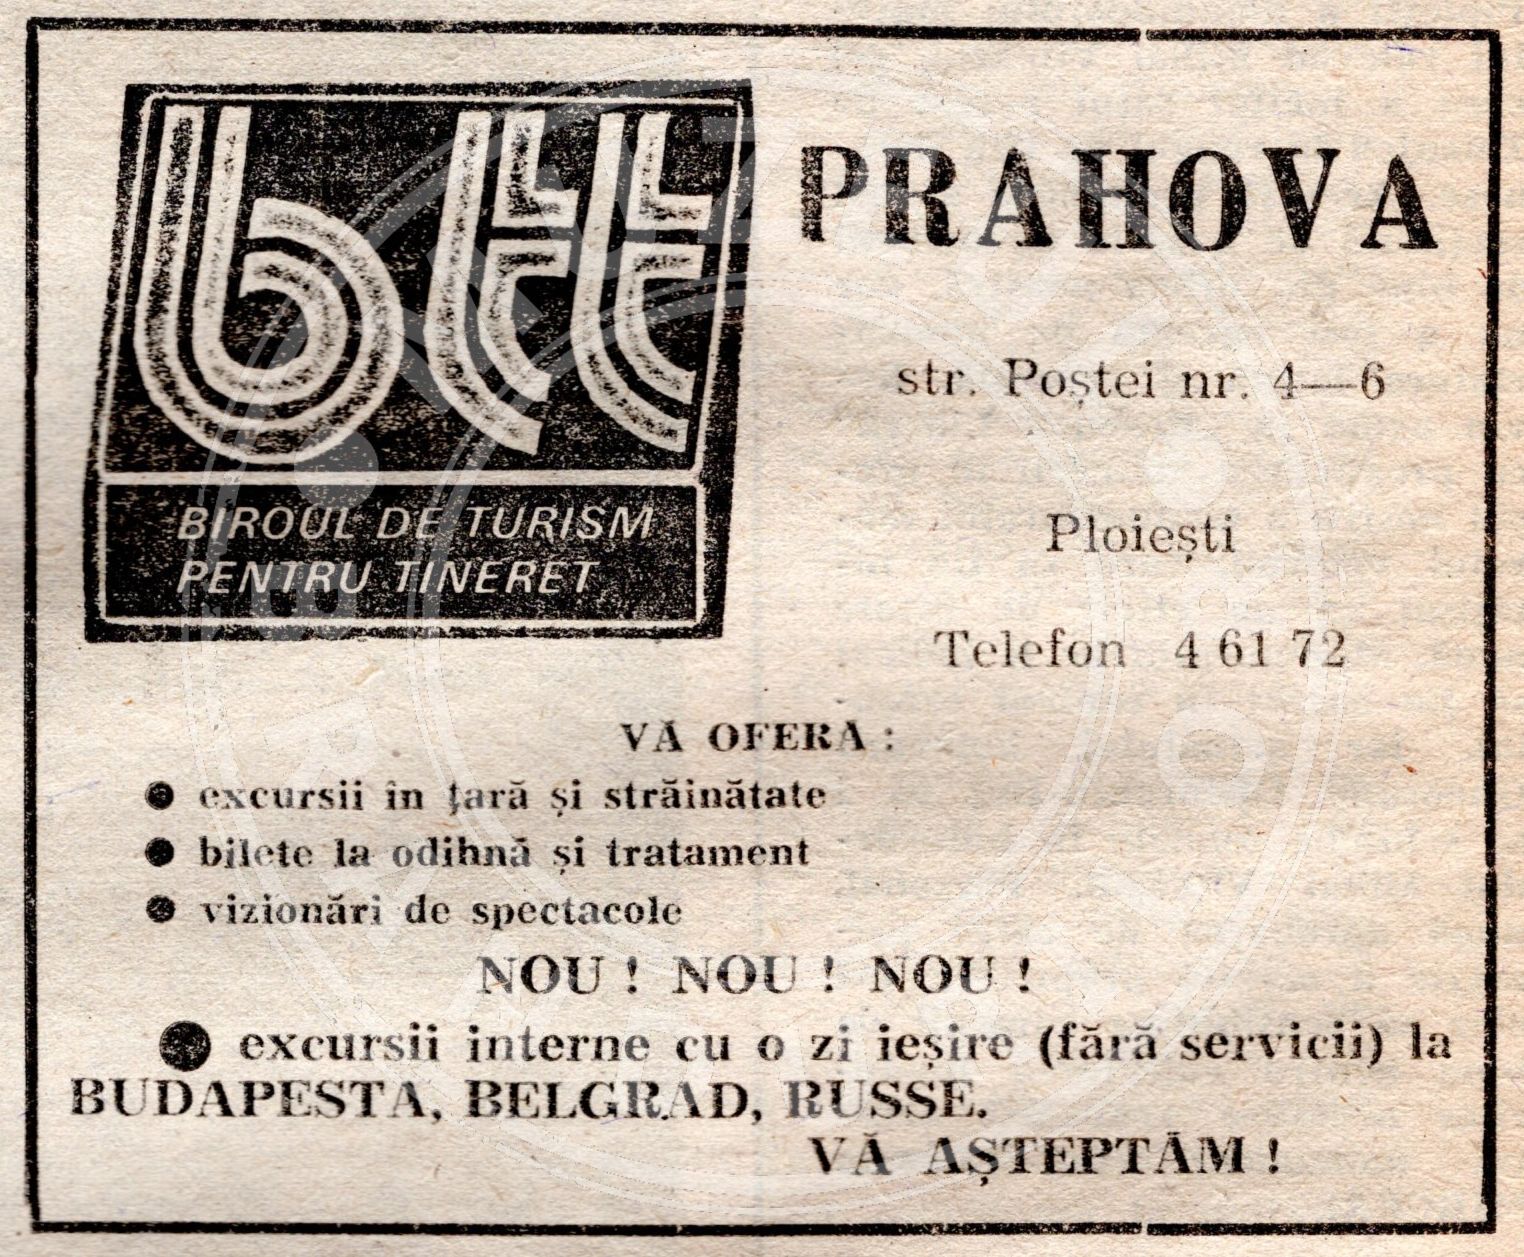 btt
BIROUL DE TURISM
PENTRU TINERET
PRAHOVA
str. Poștei nr. 4—6
Ploiești
Telefon 4 61 72
VĂ OFERĂ :
● excursii în țară și străinătate
● bilete la odihnă și tratament
● vizionări de spectacole
NOU ! NOU ! NOU !
● excursii interne cu o zi ieșire (fără servicii) la
BUDAPESTA, BELGRAD, RUSSE.
VĂ AȘTEPTĂM !